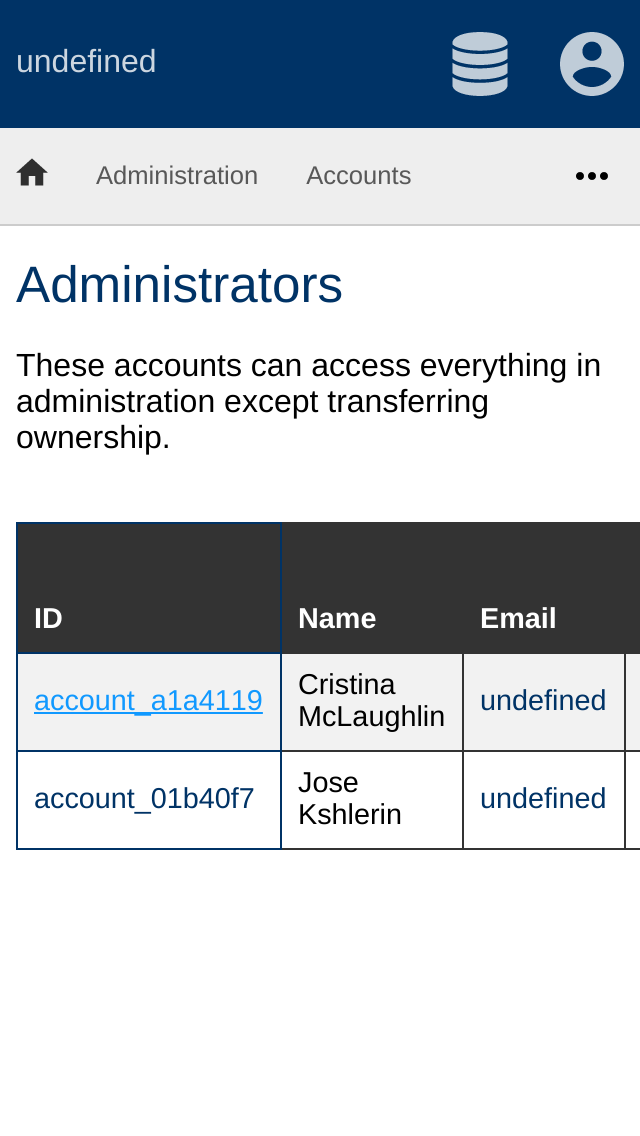 undefined
Administration Accounts
Administrators
These accounts can access everything in
administration except transferring
ownership.
ID Name Email
account_a1a4119 Cristina McLaughlin undefined
account_01b40f7 Jose Kshlerin undefined